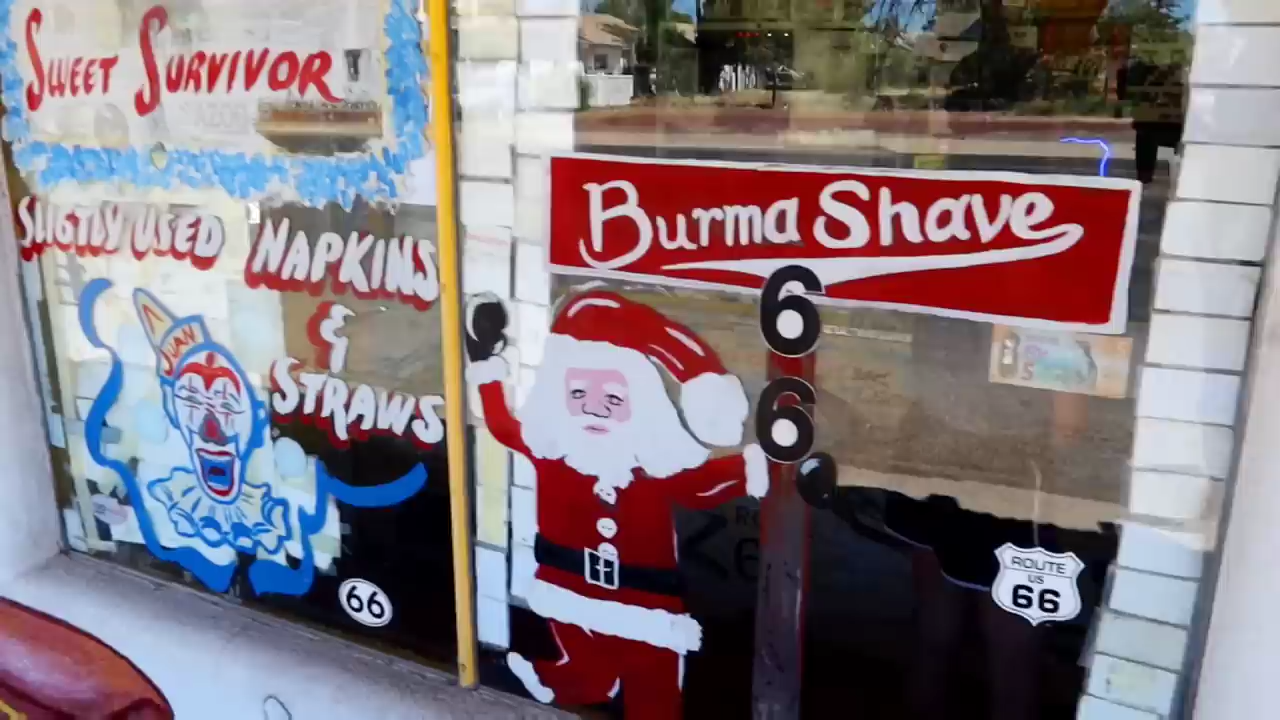 Sweet Survivor
Sligtly Used Napkins
&
Straws
Juan
66
Burma Shave
6
6
ROUTE
US
66